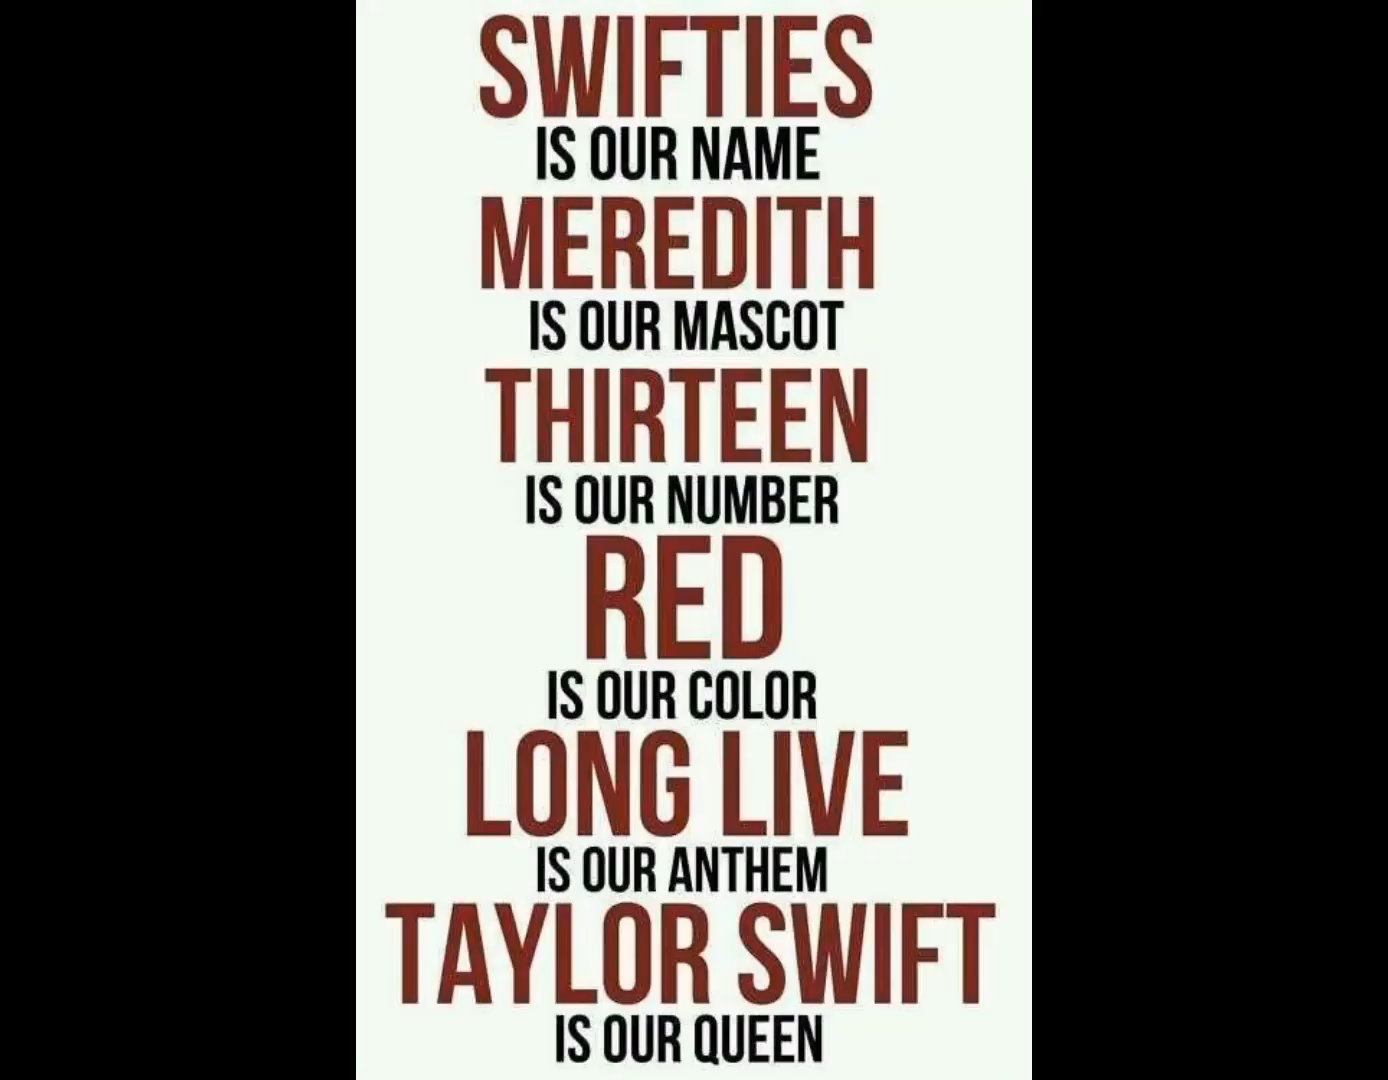 SWIFTIES
IS OUR NAME
MEREDITH
IS OUR MASCOT
THIRTEEN
IS OUR NUMBER
RED
IS OUR COLOR
LONG LIVE
IS OUR ANTHEM
TAYLOR SWIFT
IS OUR QUEEN